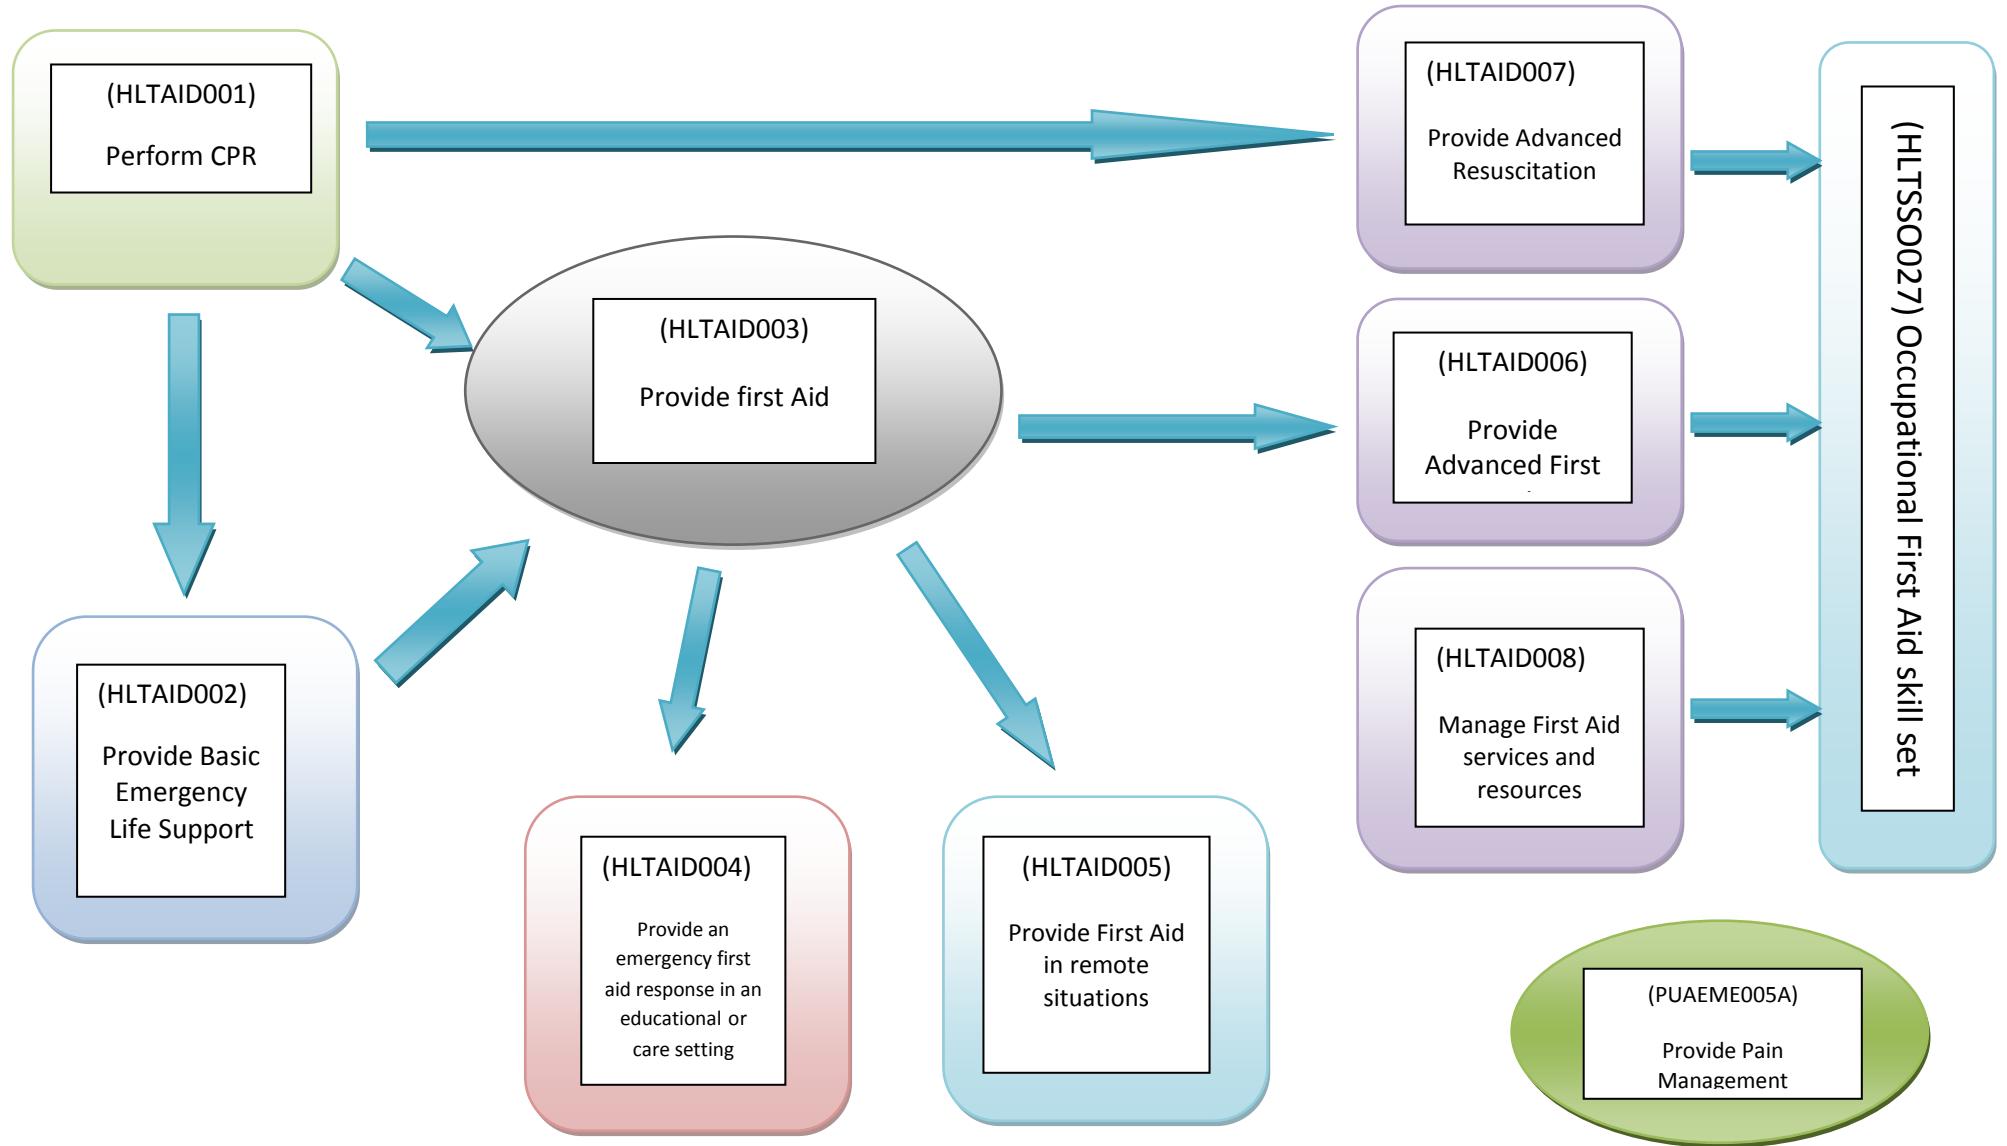 (HLTAID001)
Perform CPR
(HLTAID007)
Provide Advanced
Resuscitation
(HLTSSO027) Occupational First Aid skill set
(HLTAID003)
Provide first Aid
(HLTAID006)
Provide
Advanced First
(HLTAID002)
Provide Basic
Emergency
Life Support
(HLTAID008)
Manage First Aid
services and
resources
(HLTAID004)
Provide an
emergency first
aid response in an
educational or
care setting
(HLTAID005)
Provide First Aid
in remote
situations
(PUAEME005A)
Provide Pain
Management